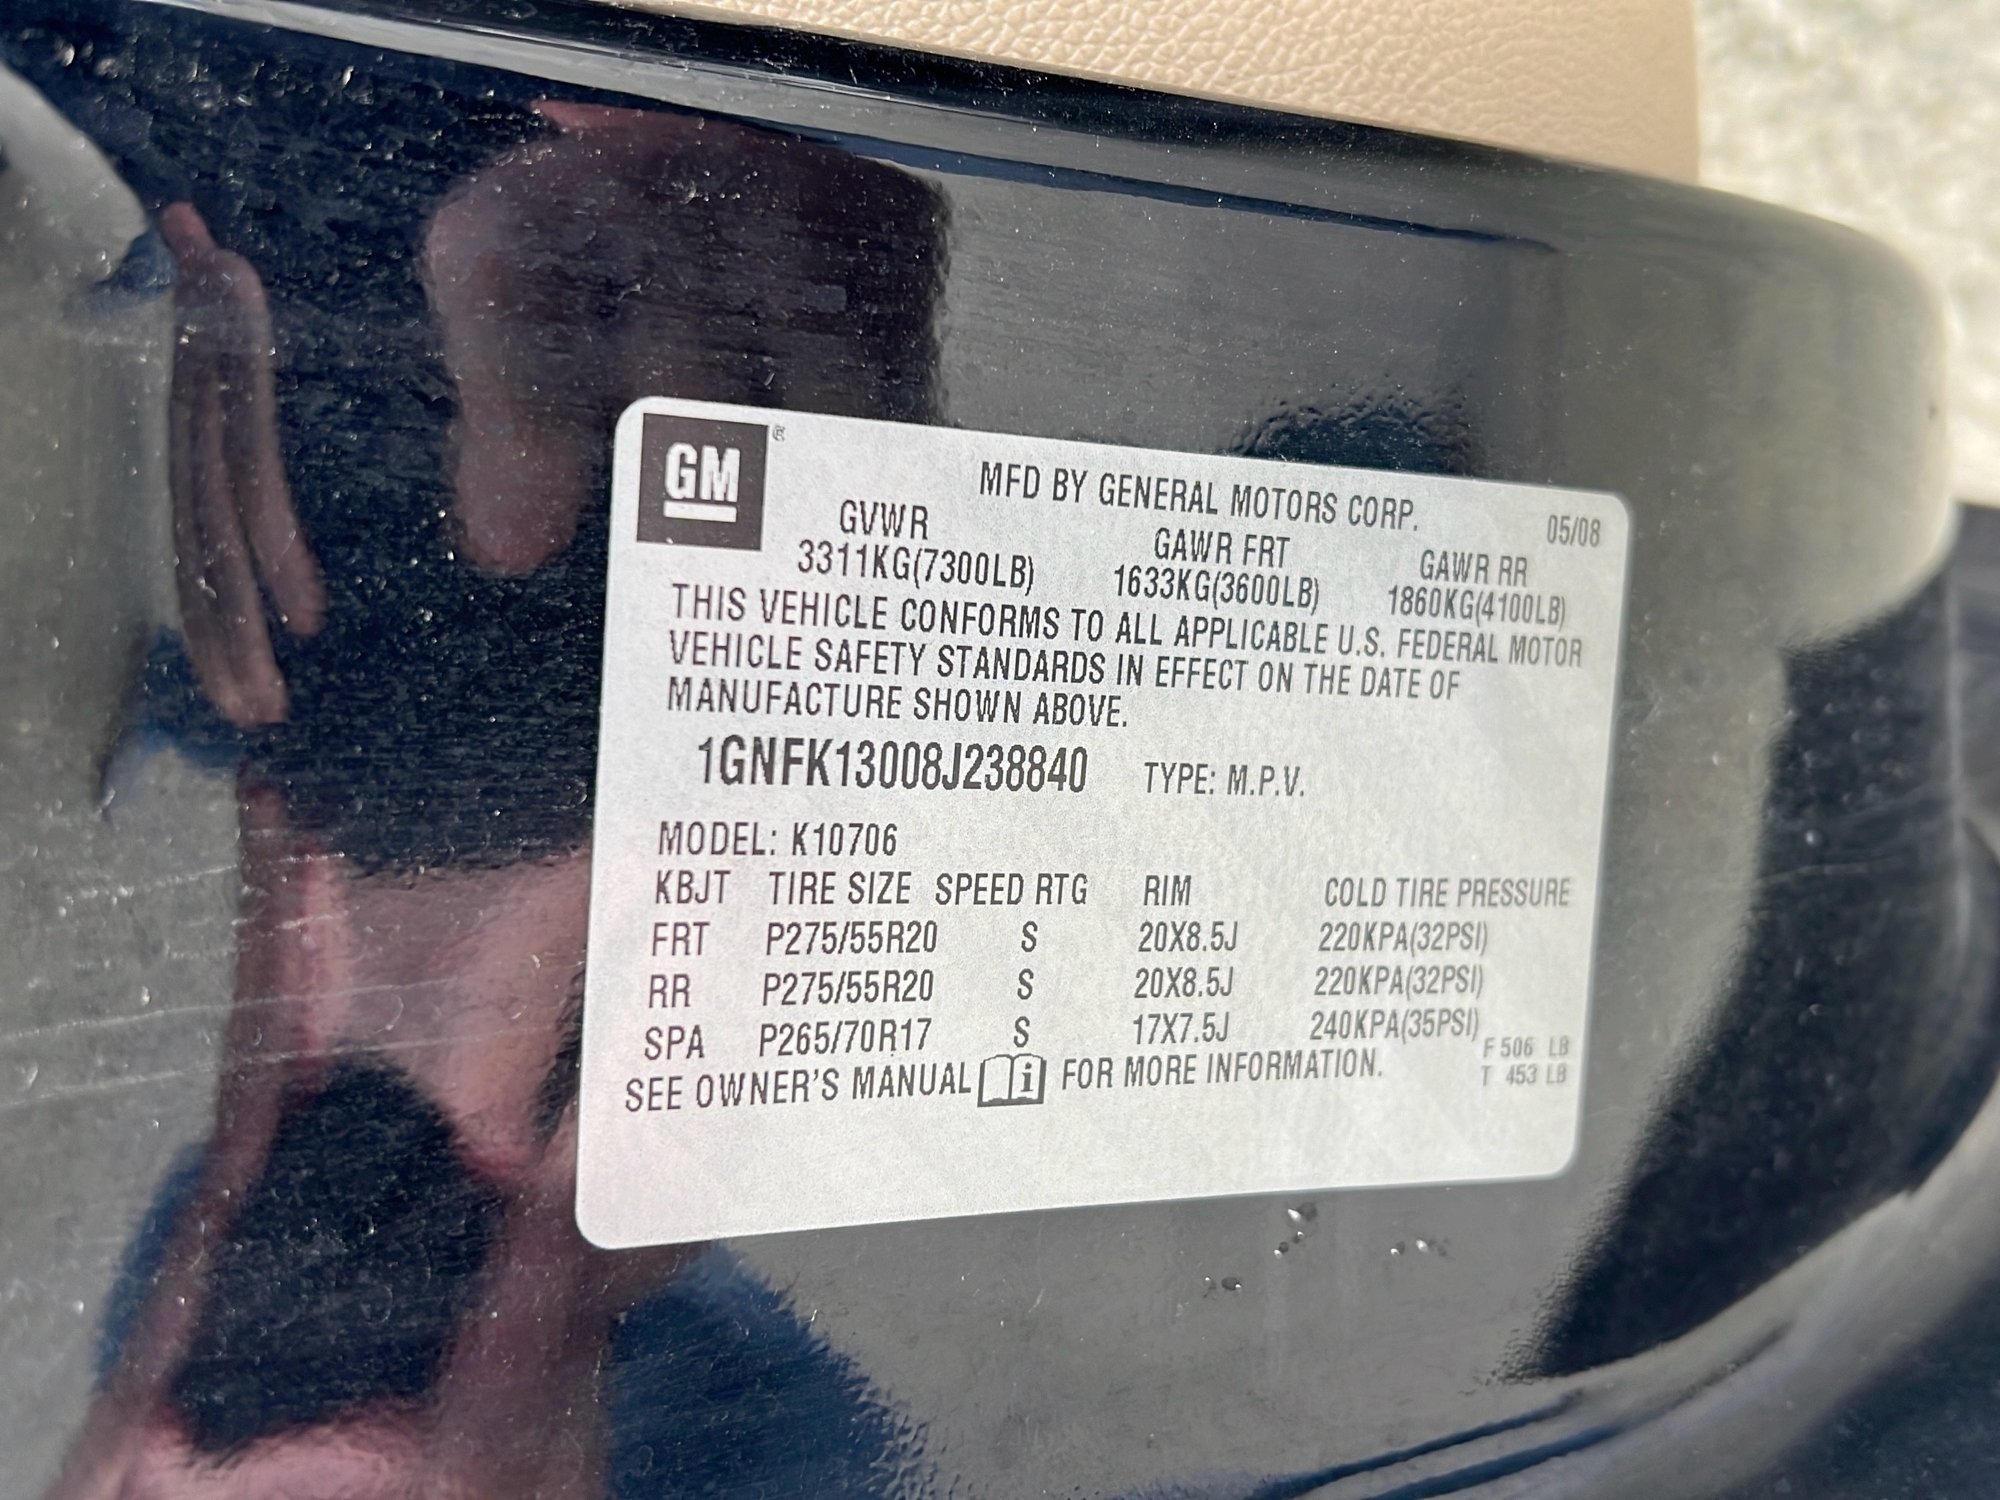 GM
MFD BY GENERAL MOTORS CORP.
05/08
GVWR GAWR FRT GAWR RR
3311KG(7300LB) 1633KG(3600LB) 1860KG(4100LB)
THIS VEHICLE CONFORMS TO ALL APPLICABLE U.S. FEDERAL MOTOR
VEHICLE SAFETY STANDARDS IN EFFECT ON THE DATE OF
MANUFACTURE SHOWN ABOVE.
1GNFK13008J238840 TYPE: M.P.V.
MODEL: K10706
KBJT TIRE SIZE SPEED RTG RIM COLD TIRE PRESSURE
FRT P275/55R20 S 20X8.5J 220KPA(32PSI)
RR P275/55R20 S 20X8.5J 220KPA(32PSI)
SPA P265/70R17 S 17X7.5J 240KPA(35PSI)
SEE OWNER'S MANUAL i FOR MORE INFORMATION.
F 506 LB
T 453 LB